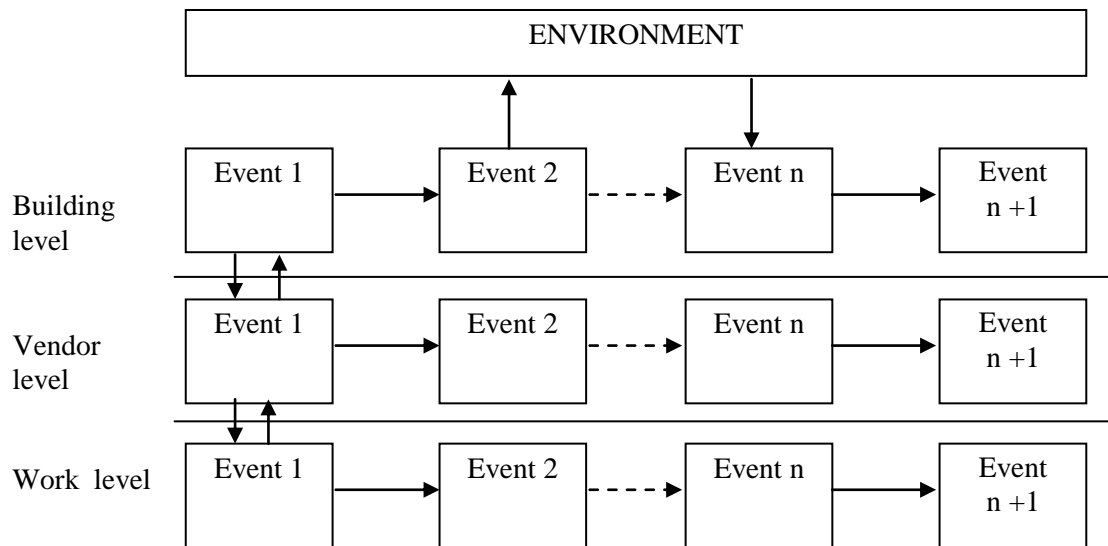 ENVIRONMENT
Event 1
Event 2
Event n
Event
n +1
Building
level
Event 1
Event 2
Event n
Event
n +1
Vendor
level
Event 1
Event 2
Event n
Event
n +1
Work level